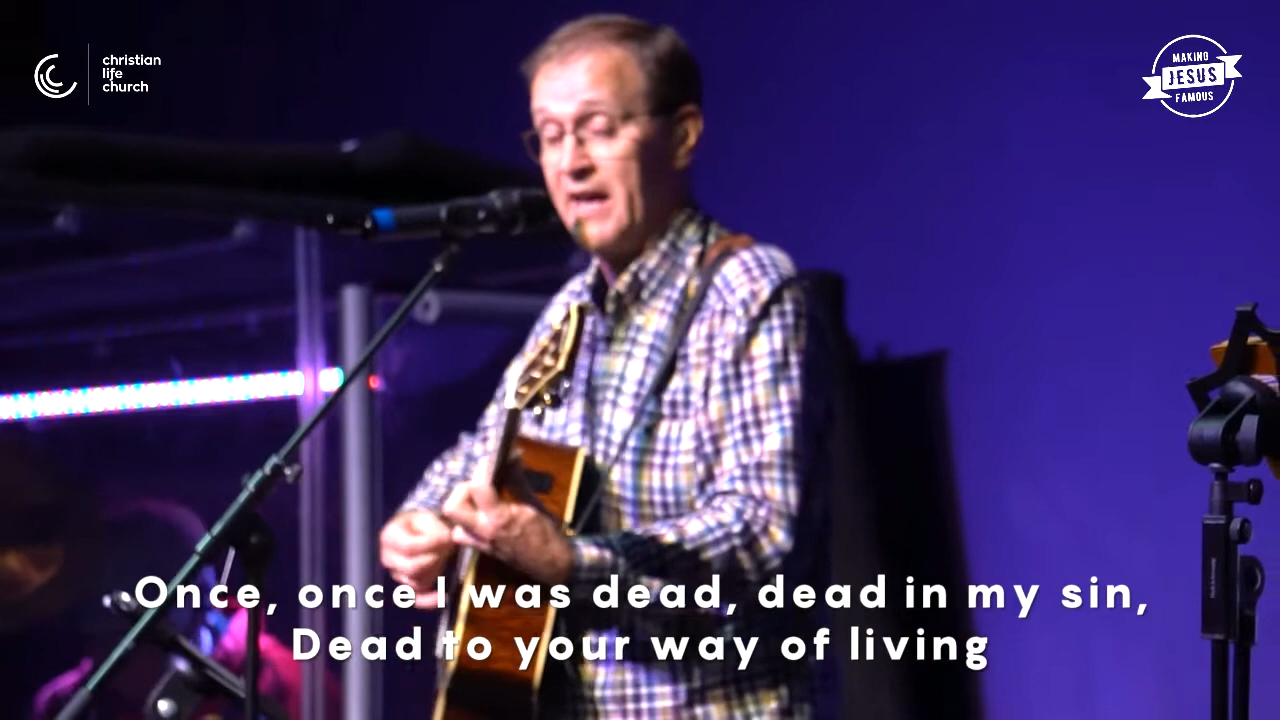 christian
life
church
MAKING
JESUS
FAMOUS
Once, once I was dead, dead in my sin,
Dead to your way of living